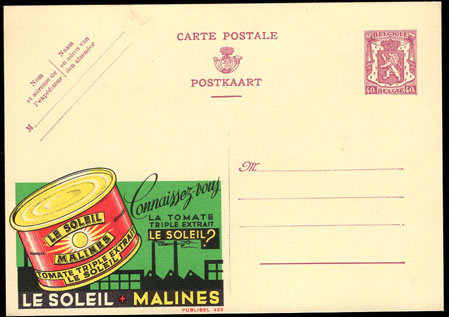 CARTE POSTALE
POSTKAART
Nom
et adresse de
l'expéditeur
Naam
en adres van
den afzender
M
BELGIQUE
40 BELGIE 40
M
Connaissez-vous
LA TOMATE
TRIPLE EXTRAIT
LE SOLEIL?
LE SOLEIL
MALINES
TOMATE TRIPLE EXTRAIT
LE SOLEIL
LE SOLEIL MALINES
PUBLIBEL 425